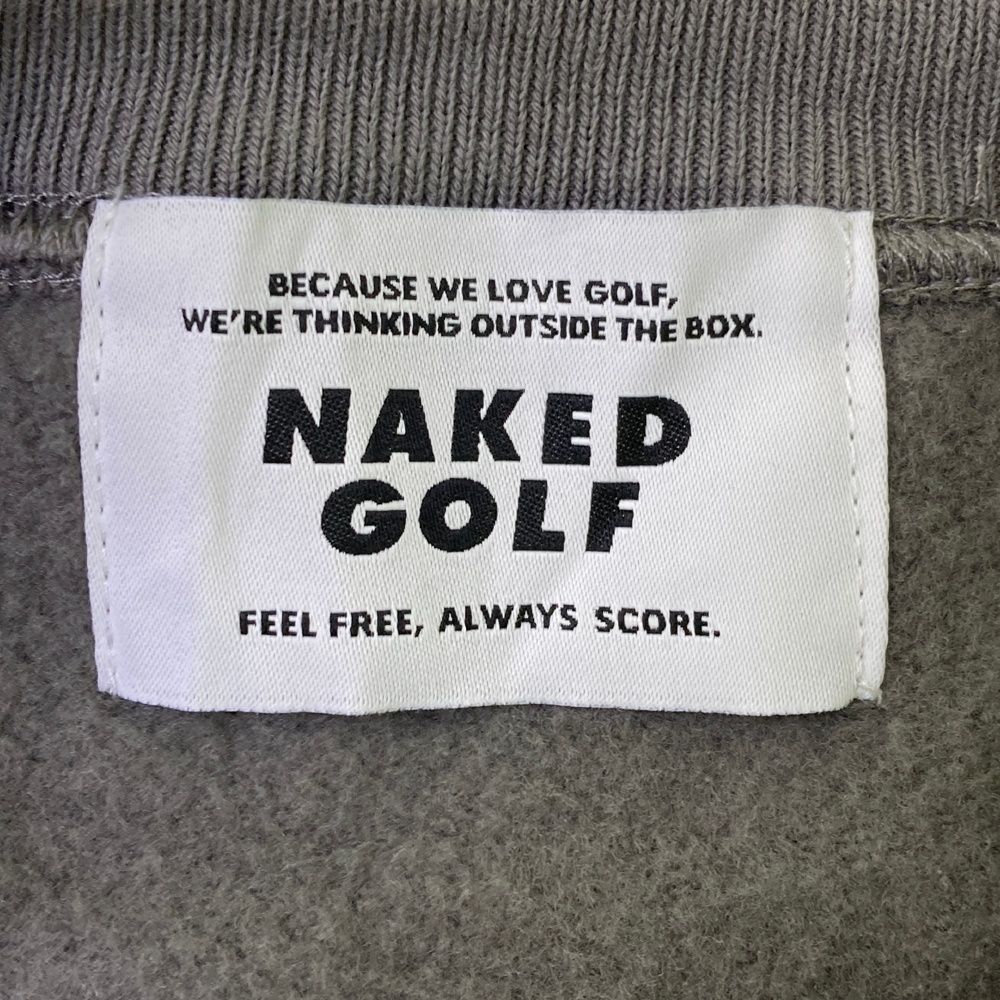 BECAUSE WE LOVE GOLF,
WE'RE THINKING OUTSIDE THE BOX.
NAKED
GOLF
FEEL FREE, ALWAYS SCORE.